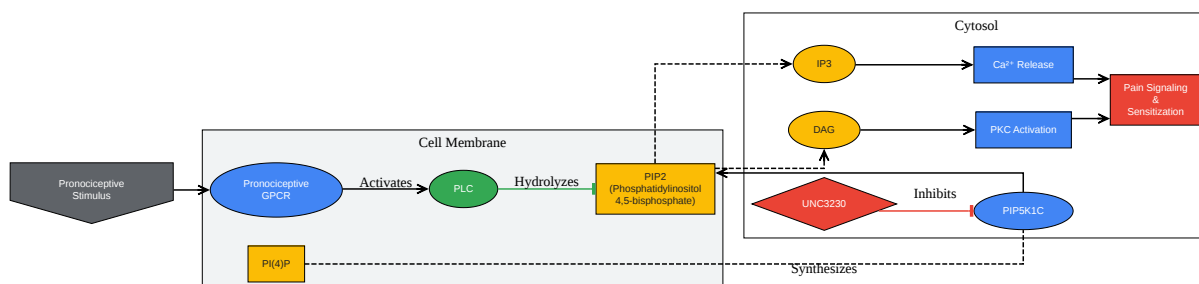 Cytosol
IP3
Ca²⁺ Release
Pain Signaling
&
Sensitization
DAG
PKC Activation
Cell Membrane
Pronociceptive
Stimulus
Pronociceptive
GPCR
Activates
PLC
Hydrolyzes
PIP2
(Phosphatidylinositol
4,5-bisphosphate)
UNC3230
Inhibits
PIP5K1C
PI(4)P
Synthesizes